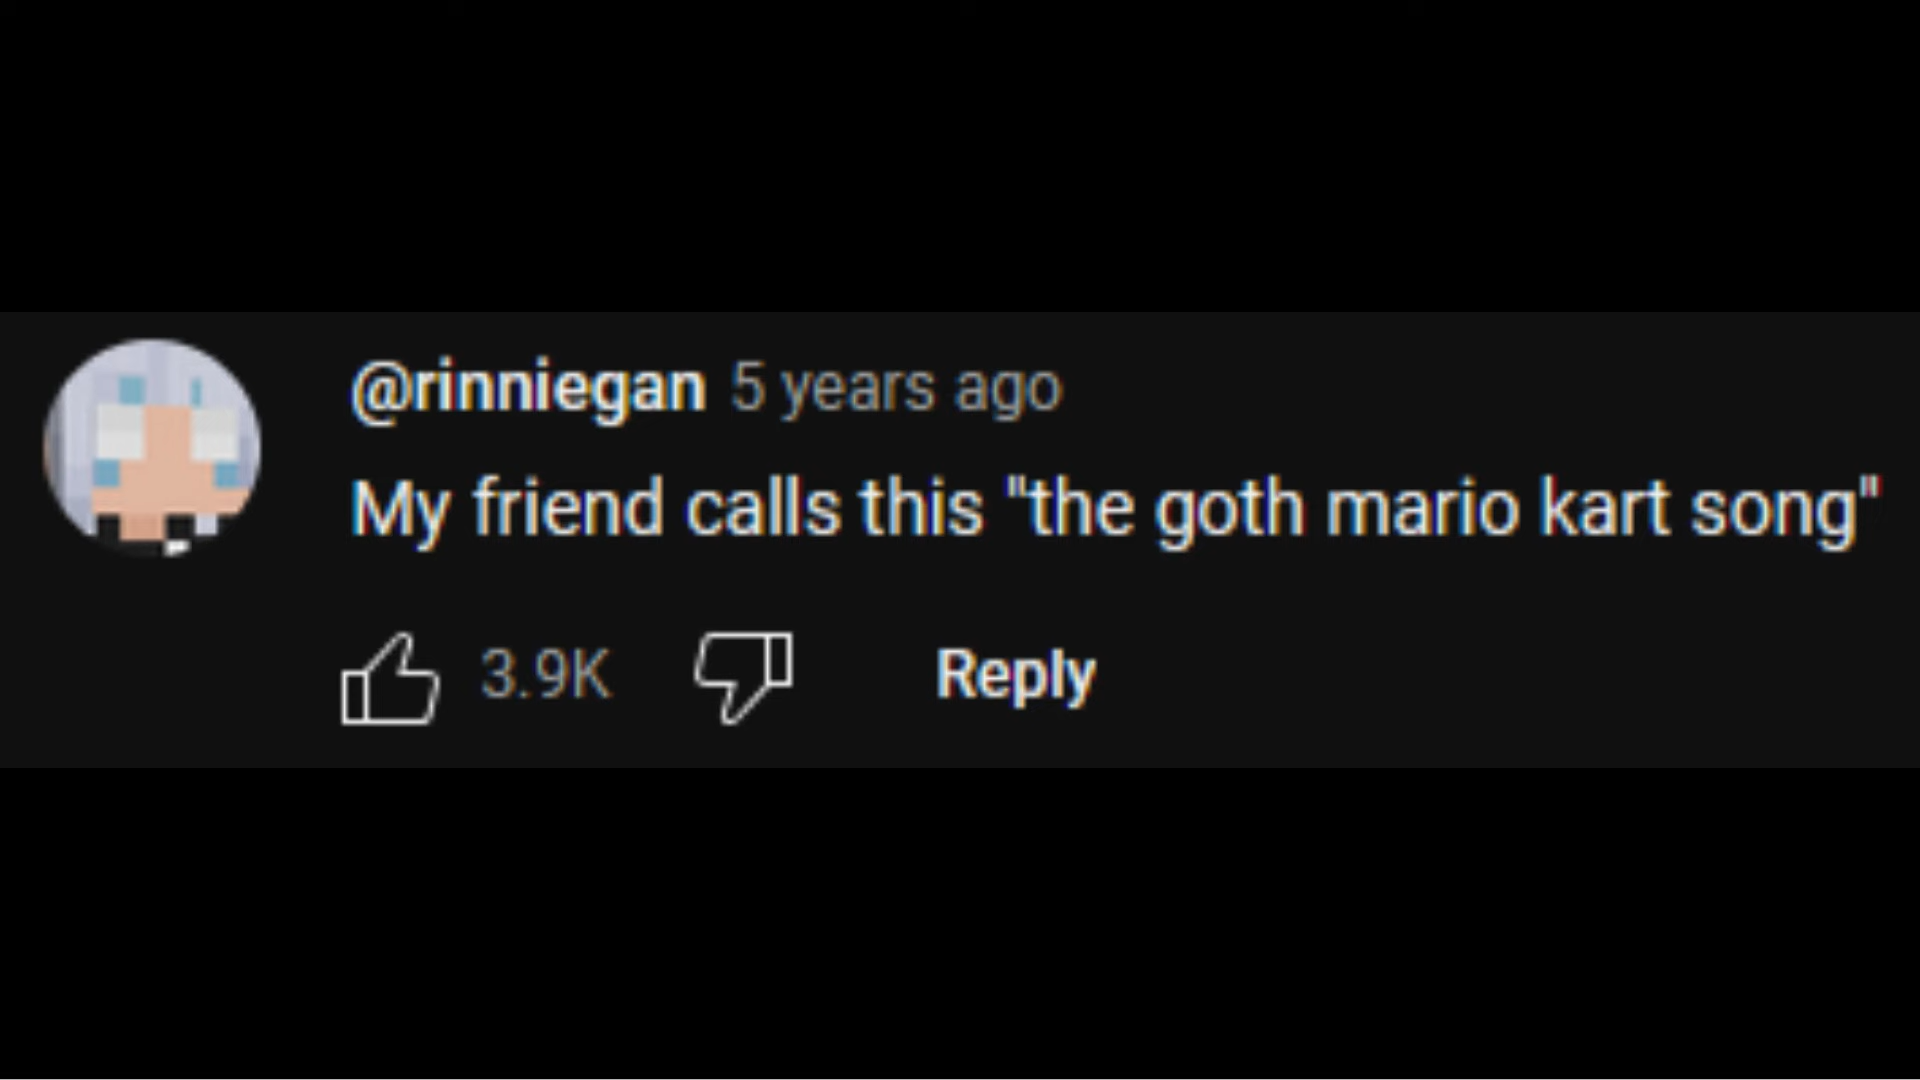 @rinniegan 5 years ago
My friend calls this "the goth mario kart song"
3.9K Reply